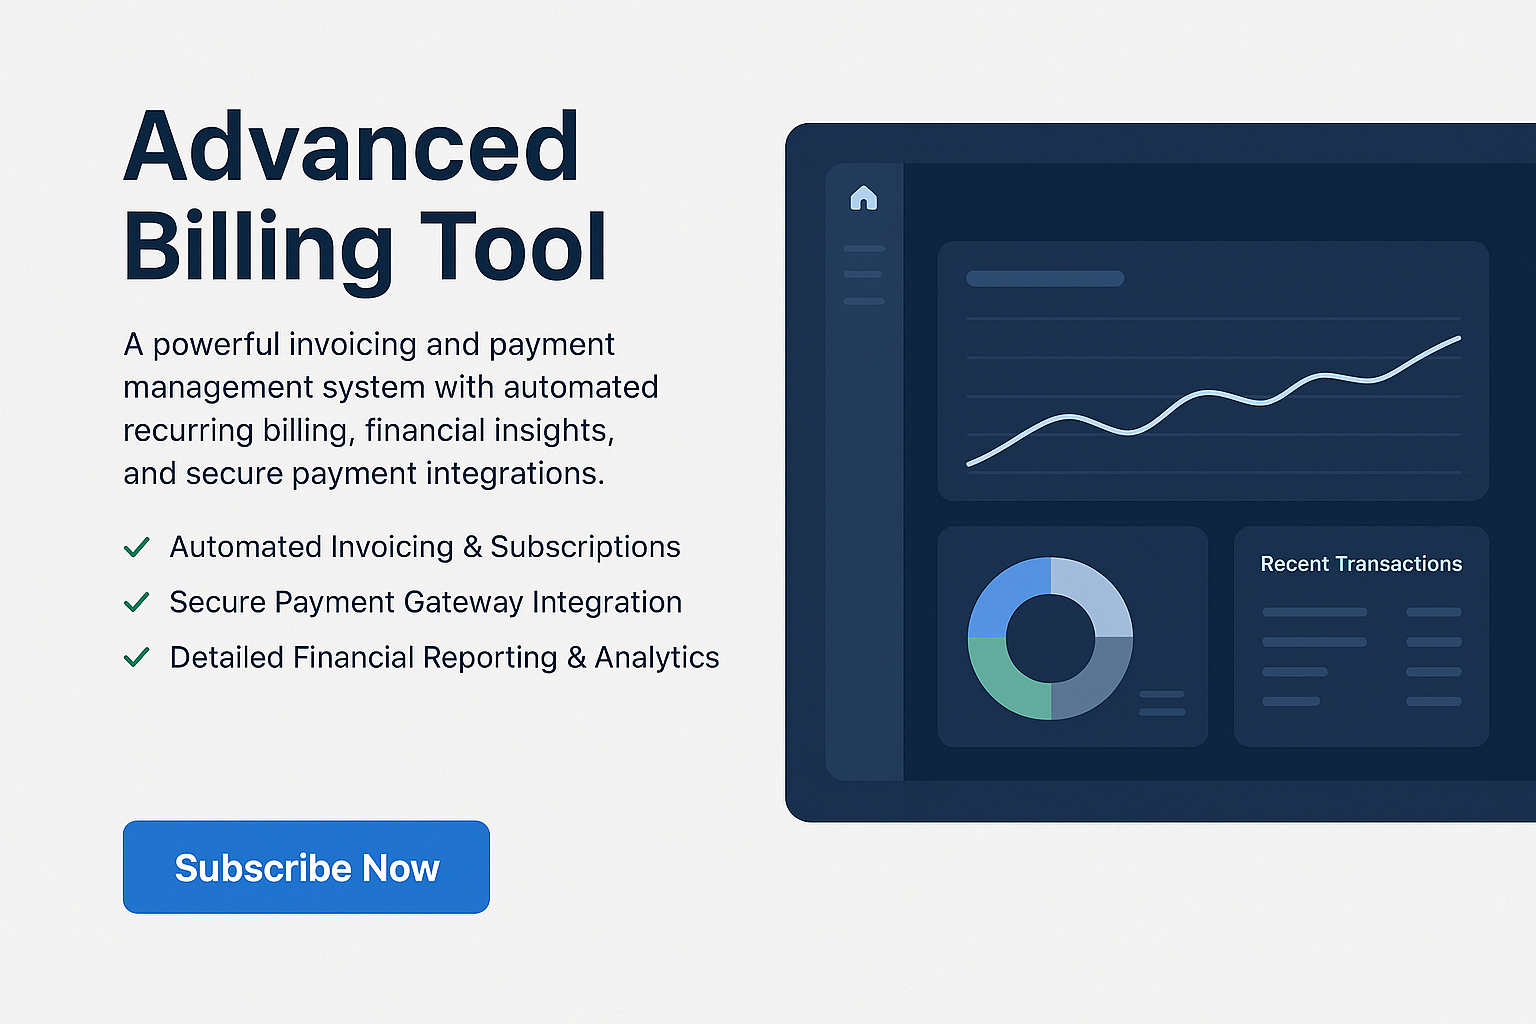 Advanced
Billing Tool
A powerful invoicing and payment
management system with automated
recurring billing, financial insights,
and secure payment integrations.
Automated Invoicing & Subscriptions
Secure Payment Gateway Integration
Detailed Financial Reporting & Analytics
Subscribe Now
Recent Transactions